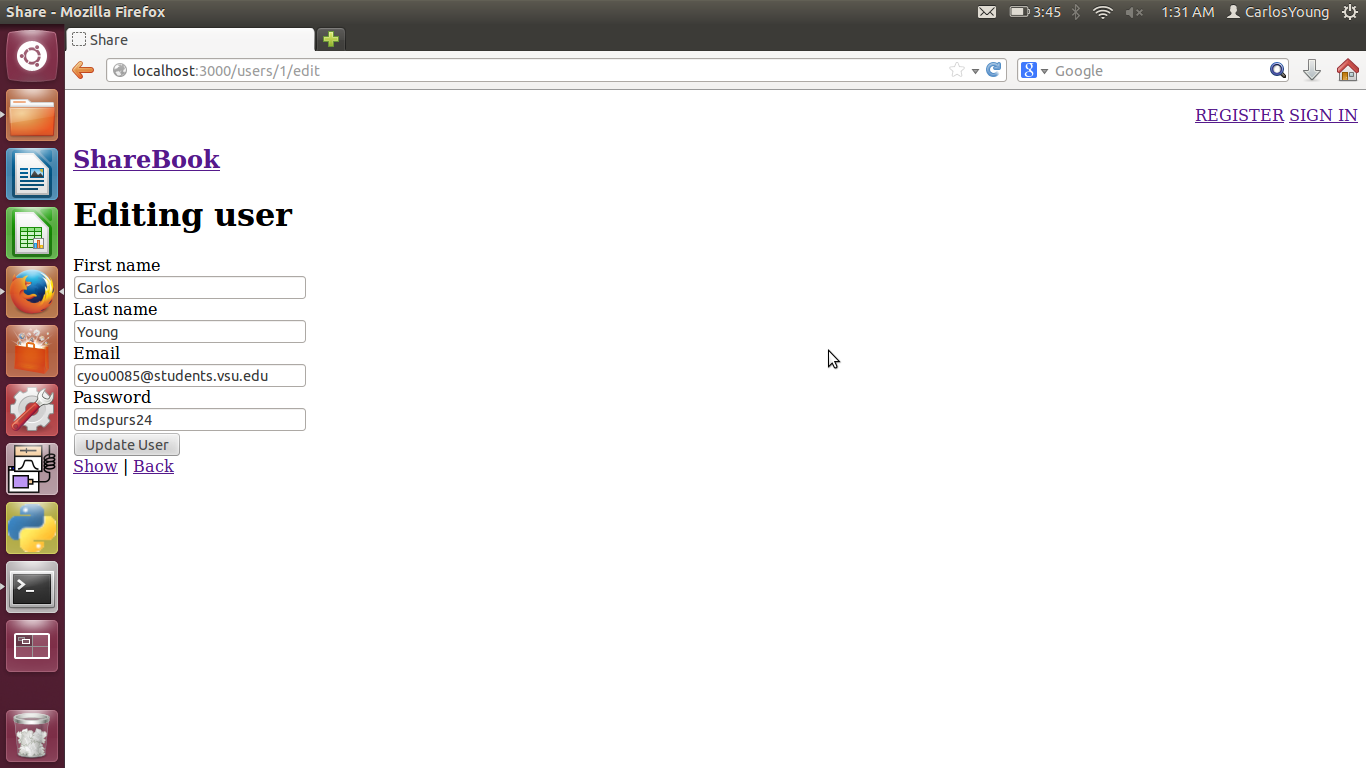 Share - Mozilla Firefox
3:45
1:31 AM
CarlosYoung
Share
localhost:3000/users/1/edit
Google
REGISTER SIGN IN
ShareBook
Editing user
First name
Carlos
Last name
Young
Email
cyou0085@students.vsu.edu
Password
mdspurs24
Update User
Show | Back